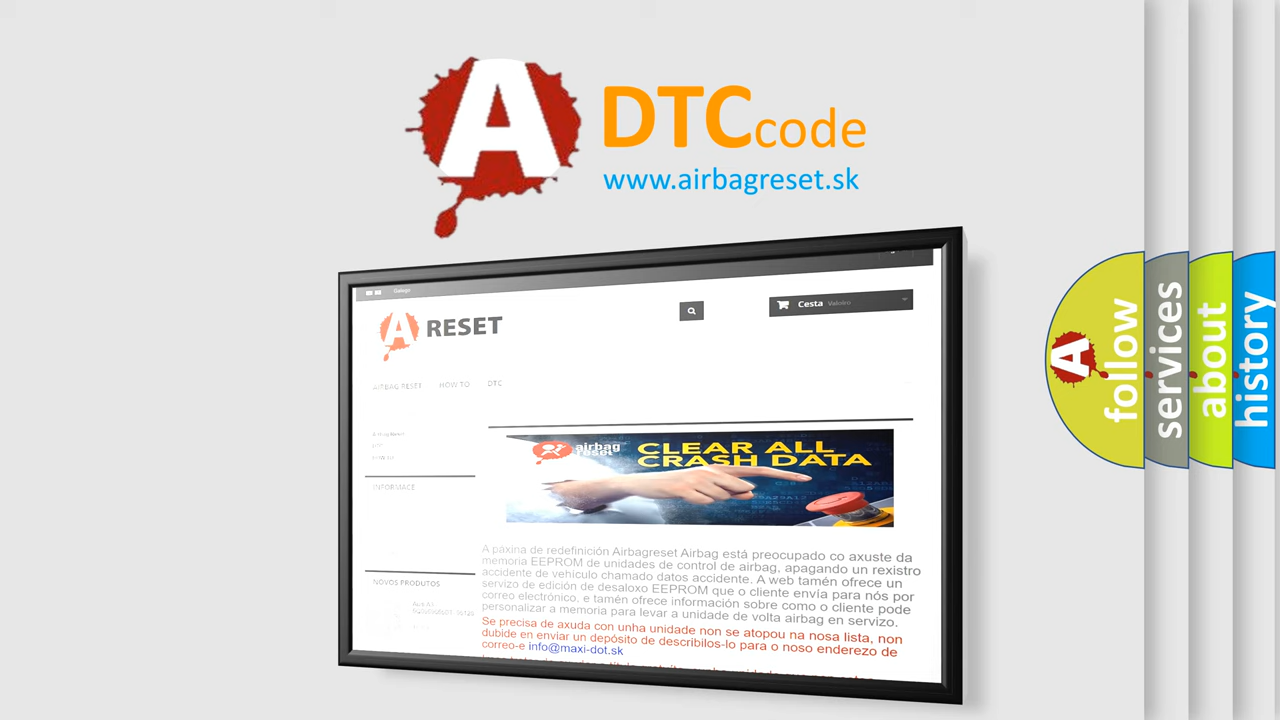 A
DTCcode
www.airbagreset.sk
Galego
A RESET
Cesta Valeiro
AIRBAG RESET HOW TO DTC
INFORMACE
NOVOS PRODUTOS
airbag
reset
CLEAR ALL
CRASH DATA
A páxina de redefinición Airbagreset Airbag está preocupado co axuste da
memoria EEPROM de unidades de control de airbag, apagando un rexistro
accidente de vehículo chamado datos accidente. A web tamén ofrece un
servizo de edición de desaloxo EEPROM que o cliente envía para nós por
correo electrónico, e tamén ofrece información sobre como o cliente pode
personalizar a memoria para levar a unidade de volta airbag en servizo.
Se precisa de axuda con unha unidade non se atopou na nosa lista, non
dubide en enviar un depósito de describilos-lo para o noso enderezo de
correo-e info@maxi-dot.sk
A
follow
services
about
history